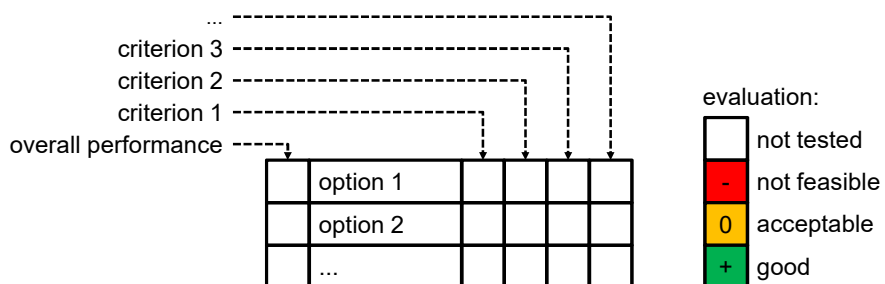 ...
criterion 3
criterion 2
criterion 1
overall performance
option 1
option 2
...
evaluation:
not tested
- not feasible
0 acceptable
+ good